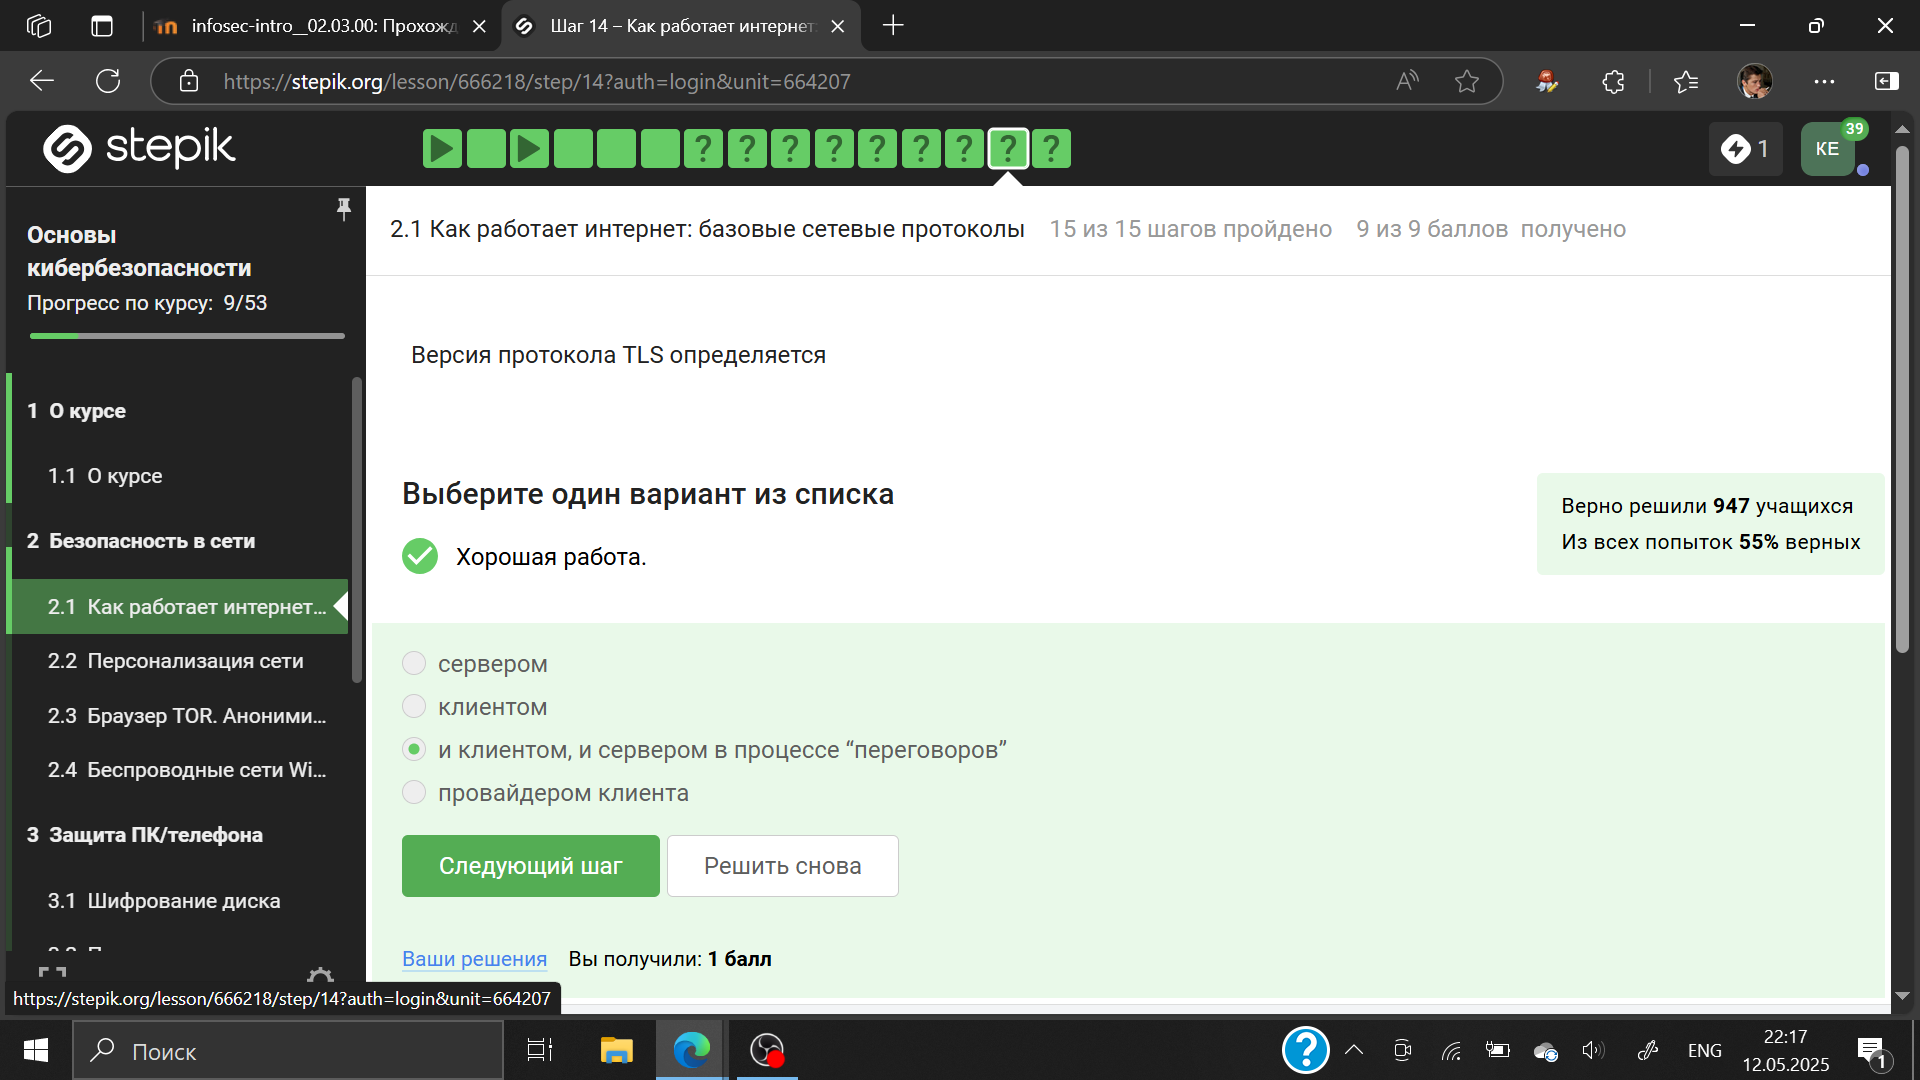 infosec-intro__02.03.00: Прохожд
Шаг 14 – Как работает интернет:
https://stepik.org/lesson/666218/step/14?auth=login&unit=664207
stepik
? ? ? ? ? ? ? ? ?
1
КЕ
39
Основы
кибербезопасности
Прогресс по курсу: 9/53
1 О курсе
1.1 О курсе
2 Безопасность в сети
2.1 Как работает интернет...
2.2 Персонализация сети
2.3 Браузер TOR. Аноними...
2.4 Беспроводные сети Wi...
3 Защита ПК/телефона
3.1 Шифрование диска
2.1 Как работает интернет: базовые сетевые протоколы 15 из 15 шагов пройдено 9 из 9 баллов получено
Версия протокола TLS определяется
Выберите один вариант из списка
Хорошая работа.
Верно решили 947 учащихся
Из всех попыток 55% верных
сервером
клиентом
и клиентом, и сервером в процессе “переговоров”
провайдером клиента
Следующий шаг
Решить снова
Ваши решения Вы получили: 1 балл
https://stepik.org/lesson/666218/step/14?auth=login&unit=664207
Поиск
ENG
22:17
12.05.2025
1